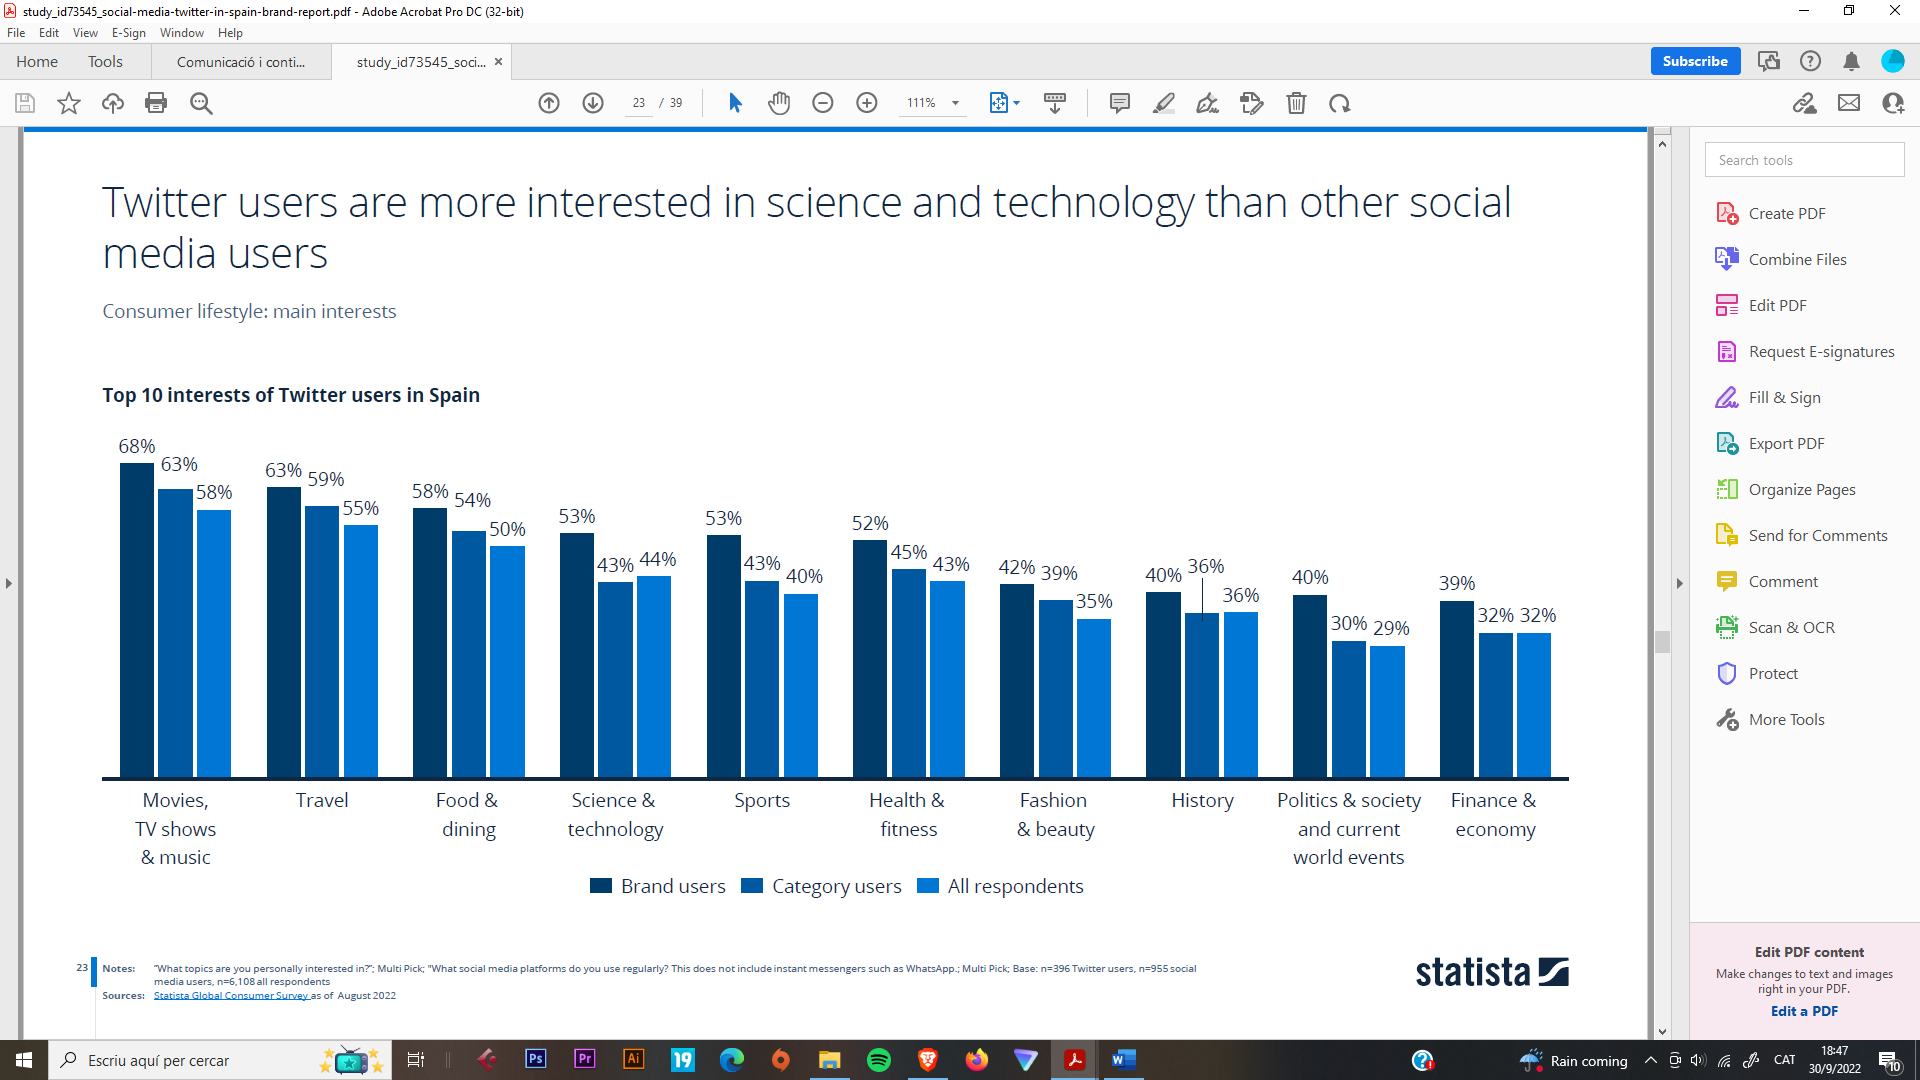 study_id73545_social-media-twitter-in-spain-brand-report.pdf - Adobe Acrobat Pro DC (32-bit)
File Edit View E-Sign Window Help
Home Tools Comunicació i conti... study_id73545_soci... × Subscribe
23 / 39 111%
Twitter users are more interested in science and technology than other social
media users
Consumer lifestyle: main interests
Top 10 interests of Twitter users in Spain
68% 63% 58% 63% 59% 55% 58% 54% 50% 53% 43% 44% 53% 43% 40% 52% 45% 43% 42% 39% 35% 40% 36% 36% 40% 30% 29% 39% 32% 32%
Movies, Travel Food & Science & Sports Health & Fashion History Politics & society Finance &
TV shows dining technology fitness & beauty and current economy
& music world events
Brand users Category users All respondents
23 Notes: "What topics are you personally interested in?"; Multi Pick; "What social media platforms do you use regularly? This does not include instant messengers such as WhatsApp.; Multi Pick; Base: n=396 Twitter users, n=955 social
media users, n=6,108 all respondents
Sources: Statista Global Consumer Survey as of August 2022
statista
Search tools
Create PDF
Combine Files
Edit PDF
Request E-signatures
Fill & Sign
Export PDF
Organize Pages
Send for Comments
Comment
Scan & OCR
Protect
More Tools
Edit PDF content
Make changes to text and images
right in your PDF.
Edit a PDF
Escriu aquí per cercar
Ps Pr Ai 19 W
Rain coming CAT 18:47
30/9/2022 10